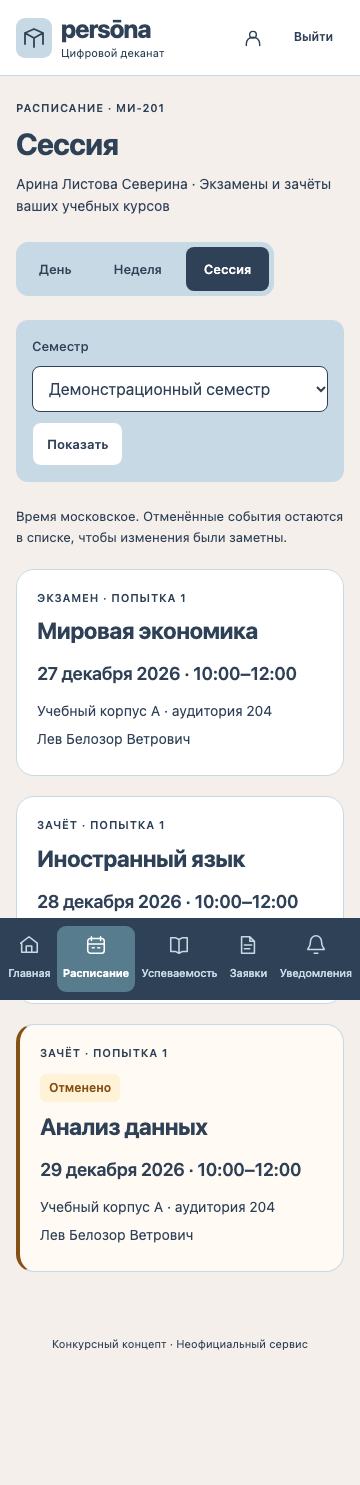 persōna
Цифровой деканат
Выйти
РАСПИСАНИЕ · МИ-201
Сессия
Арина Листова Северина · Экзамены и зачёты
ваших учебных курсов
День
Неделя
Сессия
Семестр
Демонстрационный семестр
Показать
Время московское. Отменённые события остаются
в списке, чтобы изменения были заметны.
ЭКЗАМЕН · ПОПЫТКА 1
Мировая экономика
27 декабря 2026 · 10:00–12:00
Учебный корпус А · аудитория 204
Лев Белозор Ветрович
ЗАЧЁТ · ПОПЫТКА 1
Иностранный язык
28 декабря 2026 · 10:00–12:00
Главная
Расписание
Успеваемость
Заявки
Уведомления
ЗАЧЁТ · ПОПЫТКА 1
Отменено
Анализ данных
29 декабря 2026 · 10:00–12:00
Учебный корпус А · аудитория 204
Лев Белозор Ветрович
Конкурсный концепт · Неофициальный сервис